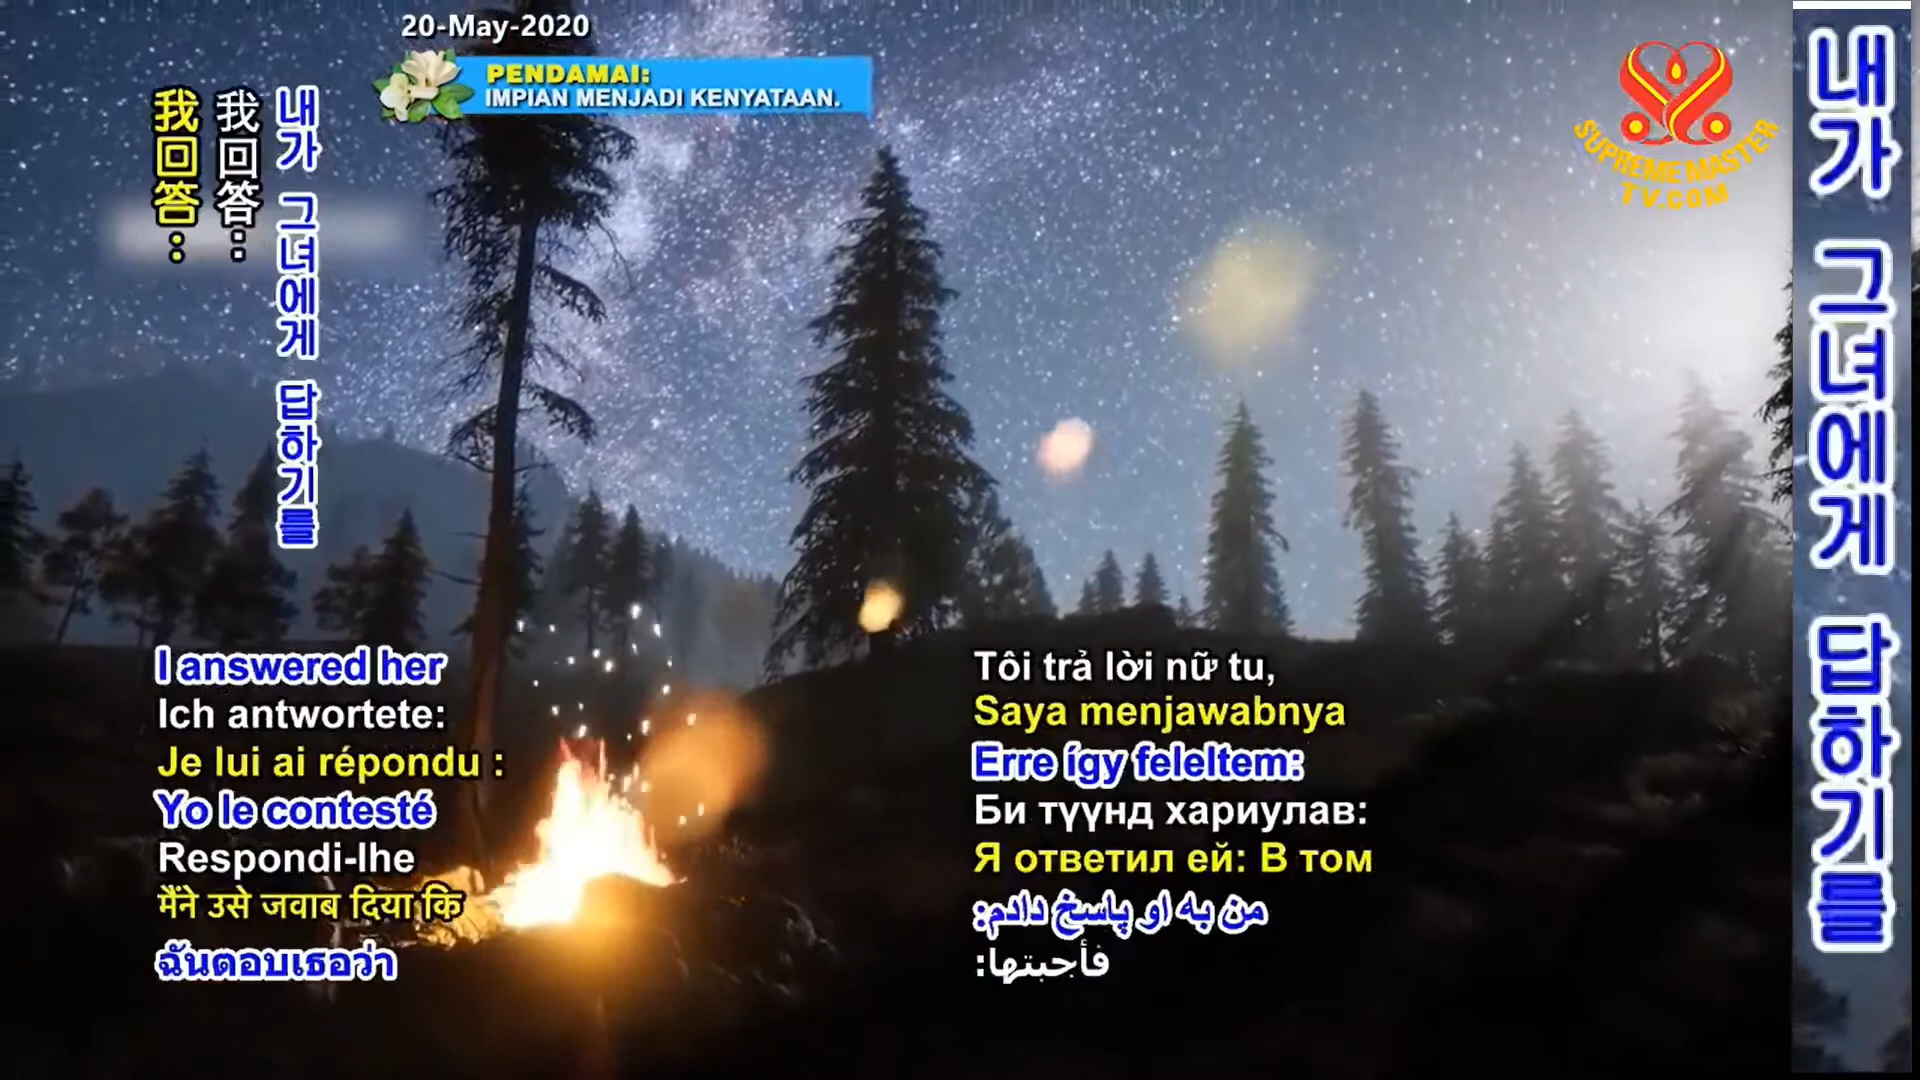 20-May-2020
PENDAMAI:
IMPIAN MENJADI KENYATAAN.
SUPREME MASTER
TV.COM
我回答：
我回答：
내가 그녀에게 답하기를
내가 그녀에게 답하기를
I answered her
Ich antwortete:
Je lui ai répondu :
Yo le contesté
Respondi-lhe
मैंने उसे जवाब दिया कि
ฉันตอบเธอว่า
Tôi trả lời nữ tu,
Saya menjawabnya
Erre így feleltem:
Би түүнд хариулав:
Я ответил ей: В том
من به او پاسخ دادم:
فأجبتها: